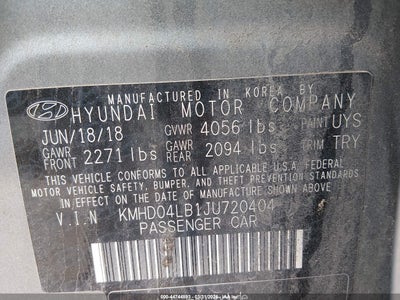 MANUFACTURED IN KOREA BY
HYUNDAI MOTOR COMPANY
JUN/18/18 GVWR 4056 lbs PAINT UYS
GAWR FRONT 2271 lbs GAWR REAR 2094 lbs TRIM TRY
THIS VEHICLE CONFORMS TO ALL APPLICABLE U.S.A FEDERAL
MOTOR VEHICLE SAFETY, BUMPER, AND THEFT PREVENTION STANDARDS
IN EFFECT ON THE DATE OF MANUFACTURE SHOWN ABOVE.
V.I.N KMHD04LB1JU720404
PASSENGER CAR